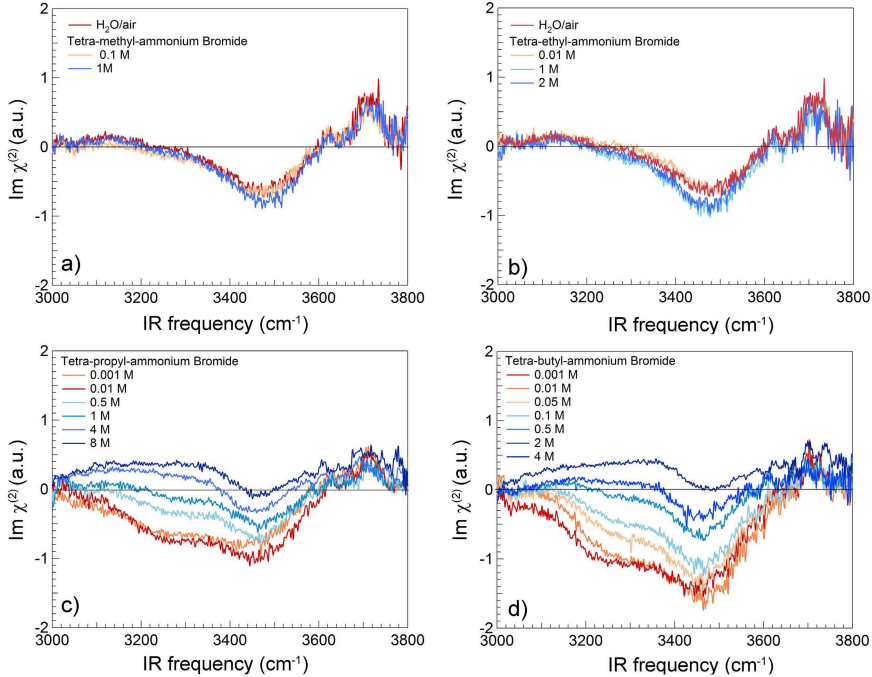 H₂O/air
Tetra-methyl-ammonium Bromide
0.1 M
1M
2
1
0
-1
-2
Im χ⁽²⁾ (a.u.)
a)
3000 3200 3400 3600 3800
IR frequency (cm⁻¹)
H₂O/air
Tetra-ethyl-ammonium Bromide
0.01 M
1 M
2 M
2
1
0
-1
-2
Im χ⁽²⁾ (a.u.)
b)
3000 3200 3400 3600 3800
IR frequency (cm⁻¹)
Tetra-propyl-ammonium Bromide
0.001 M
0.01 M
0.5 M
1 M
4 M
8 M
2
1
0
-1
-2
Im χ⁽²⁾ (a.u.)
c)
3000 3200 3400 3600 3800
IR frequency (cm⁻¹)
Tetra-butyl-ammonium Bromide
0.001 M
0.01 M
0.05 M
0.1 M
0.5 M
2 M
4 M
2
1
0
-1
-2
Im χ⁽²⁾ (a.u.)
d)
3000 3200 3400 3600 3800
IR frequency (cm⁻¹)